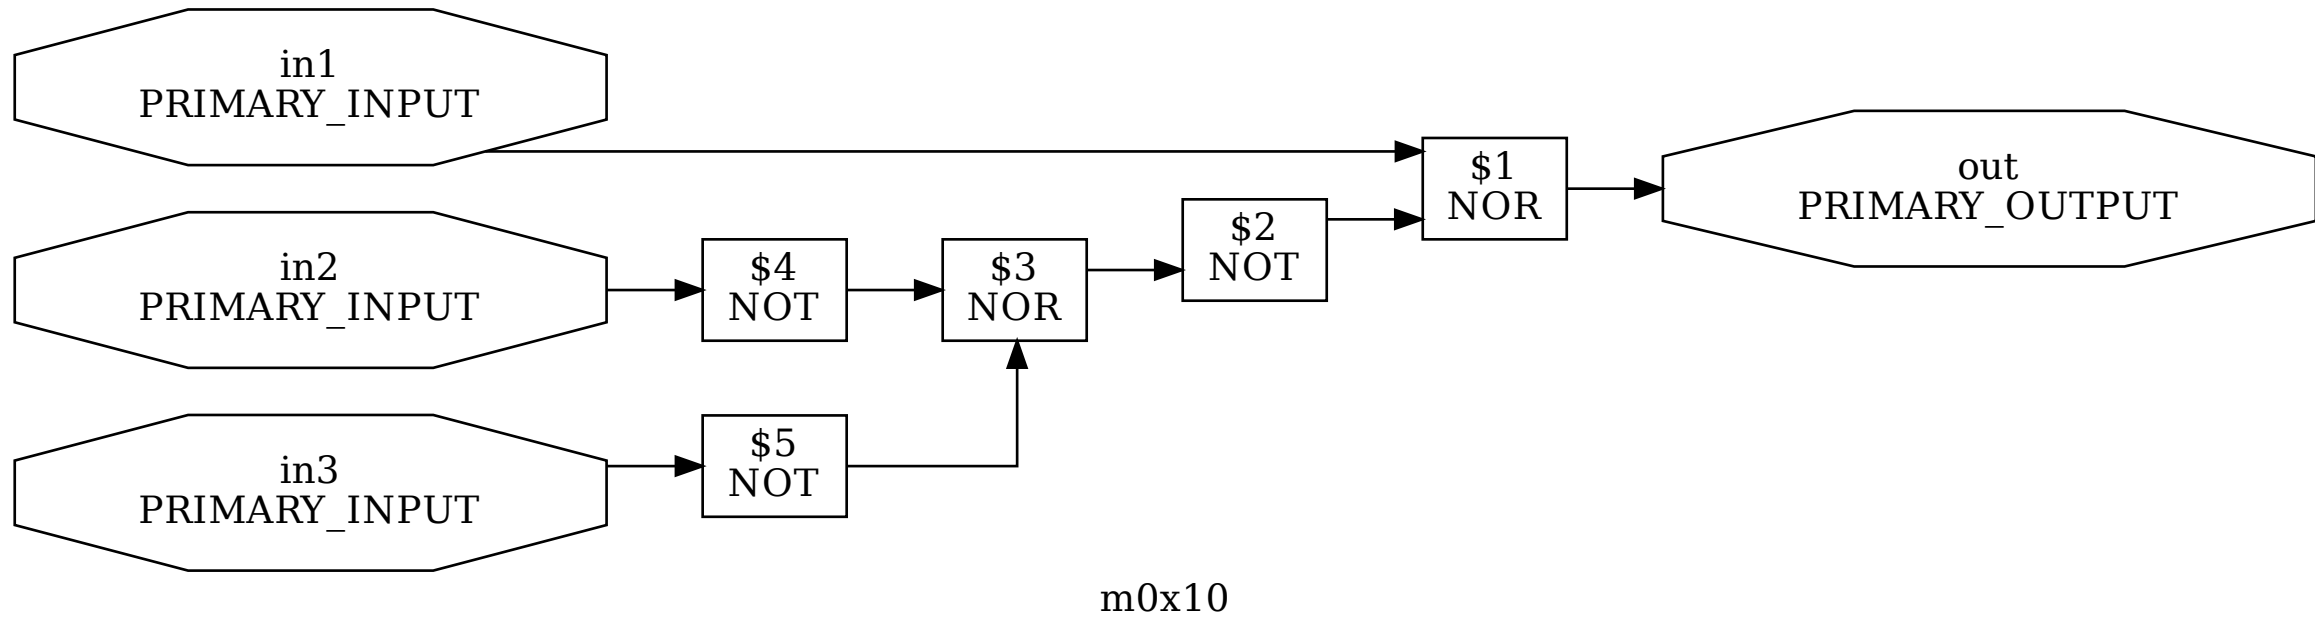 in1
PRIMARY_INPUT
$1
NOR
out
PRIMARY_OUTPUT
$2
NOT
in2
PRIMARY_INPUT
$4
NOT
$3
NOR
in3
PRIMARY_INPUT
$5
NOT
m0x10